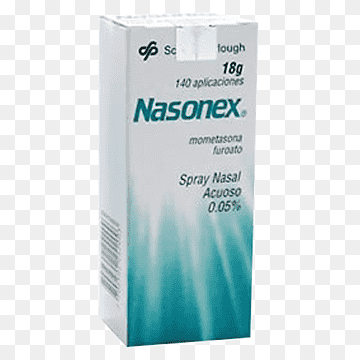 18g
140 aplicaciones
Nasonex®
mometasona
furoato
Spray Nasal
Acuoso
0.05%